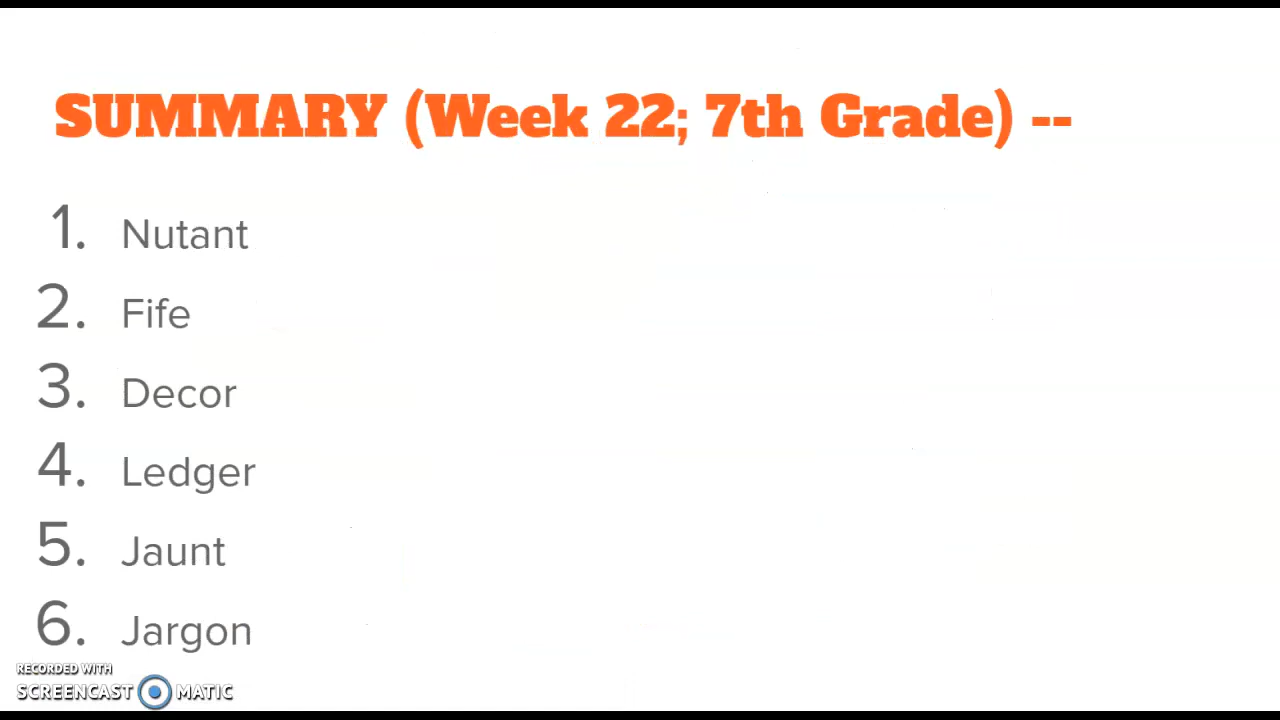 SUMMARY (Week 22; 7th Grade) --
1. Nutant
2. Fife
3. Decor
4. Ledger
5. Jaunt
6. Jargon
RECORDED WITH
SCREENCAST MATIC